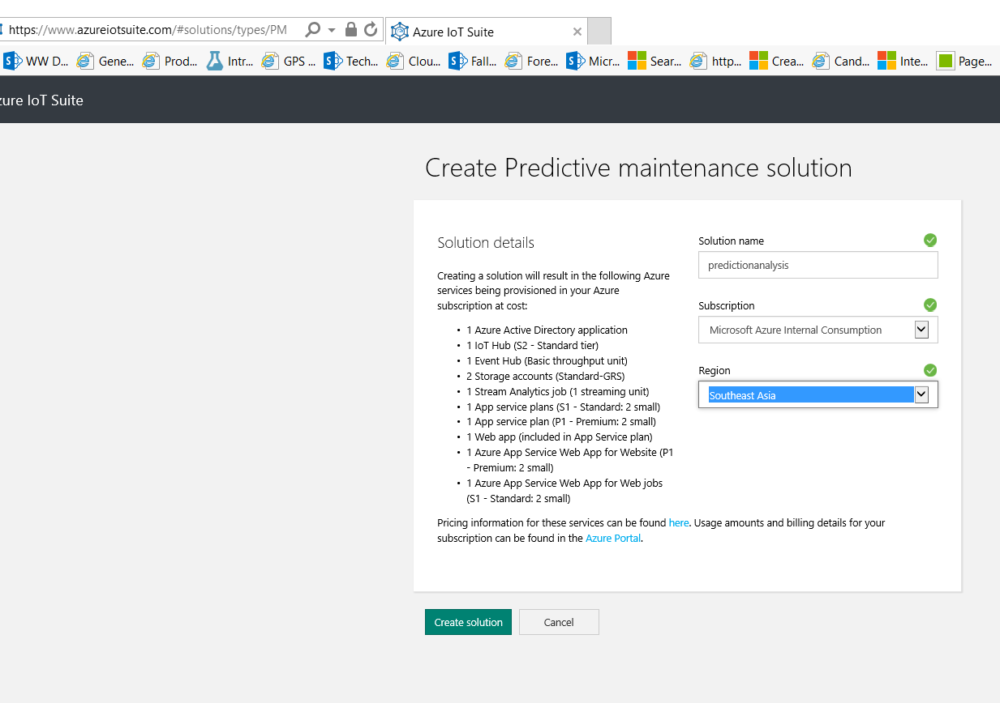 https://www.azureiotsuite.com/#solutions/types/PM
Azure IoT Suite
WW D... Gene... Prod... Intr... GPS ... Tech... Clou... Fall... Fore... Micr... Sear... http... Crea... Cand... Inte... Page...
zure IoT Suite
Create Predictive maintenance solution
Solution details
Creating a solution will result in the following Azure
services being provisioned in your Azure
subscription at cost:
• 1 Azure Active Directory application
• 1 IoT Hub (S2 - Standard tier)
• 1 Event Hub (Basic throughput unit)
• 2 Storage accounts (Standard-GRS)
• 1 Stream Analytics job (1 streaming unit)
• 1 App service plans (S1 - Standard: 2 small)
• 1 App service plan (P1 - Premium: 2 small)
• 1 Web app (included in App Service plan)
• 1 Azure App Service Web App for Website (P1
- Premium: 2 small)
• 1 Azure App Service Web App for Web jobs
(S1 - Standard: 2 small)
Solution name
predictionanalysis
Subscription
Microsoft Azure Internal Consumption
Region
Southeast Asia
Pricing information for these services can be found here. Usage amounts and billing details for your
subscription can be found in the Azure Portal.
Create solution
Cancel